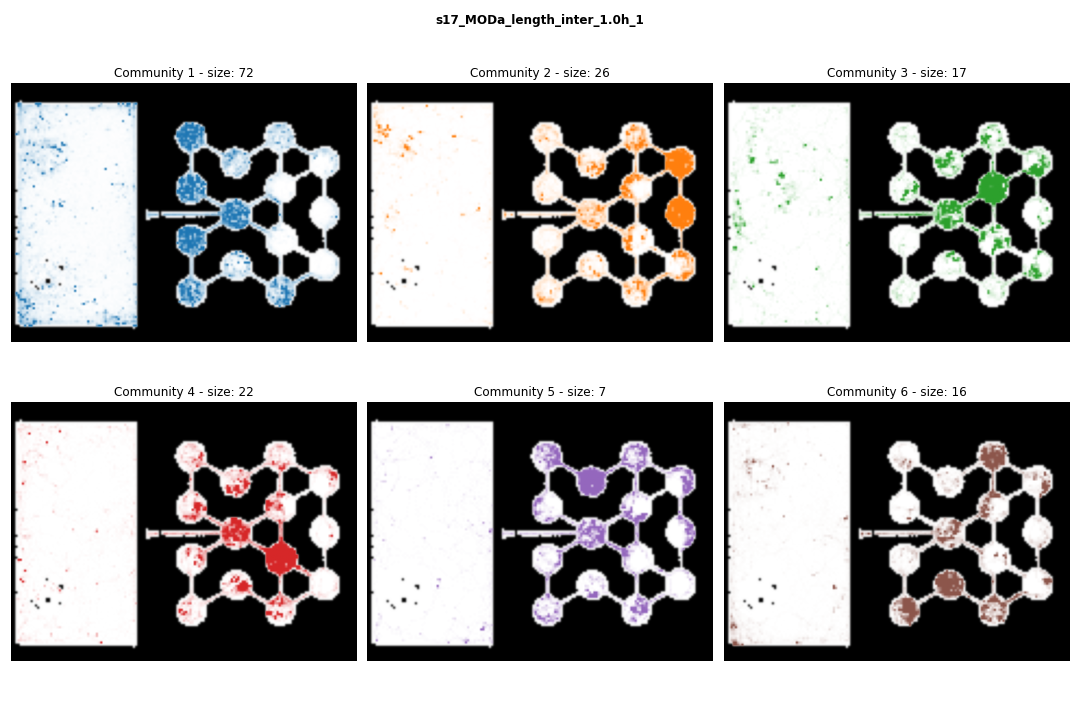 s17_MODa_length_inter_1.0h_1
Community 1 - size: 72
Community 2 - size: 26
Community 3 - size: 17
Community 4 - size: 22
Community 5 - size: 7
Community 6 - size: 16